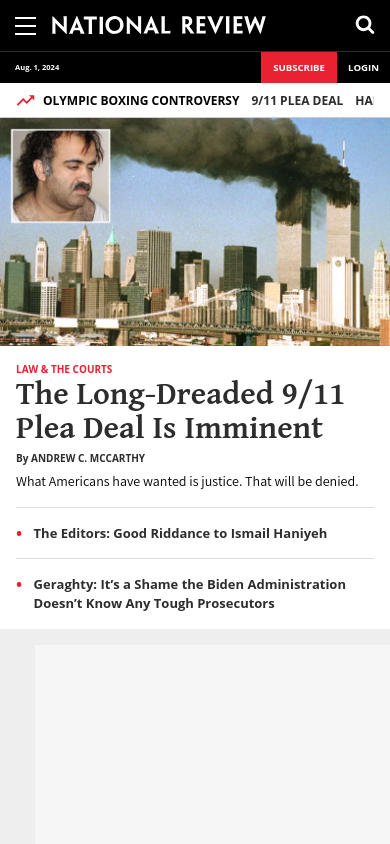 NATIONAL REVIEW
Aug. 1, 2024
SUBSCRIBE
LOGIN
OLYMPIC BOXING CONTROVERSY 9/11 PLEA DEAL HA
LAW & THE COURTS
The Long-Dreaded 9/11
Plea Deal Is Imminent
By ANDREW C. MCCARTHY
What Americans have wanted is justice. That will be denied.
• The Editors: Good Riddance to Ismail Haniyeh
• Geraghty: It’s a Shame the Biden Administration
Doesn’t Know Any Tough Prosecutors